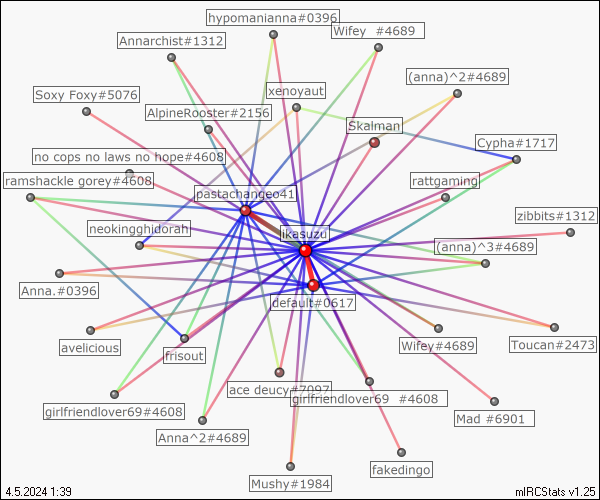 hypomanianna#0396
Wifey  #4689
Annarchist#1312
(anna)^2#4689
Soxy Foxy#5076
xenoyaut
AlpineRooster#2156
Skalman
Cypha#1717
no cops no laws no hope#4608
ramshackle gorey#4608
rattgaming
pastachanceo41
zibbits#1312
neokingghidorah
ikasuzu
(anna)^3#4689
Anna.#0396
default#0617
Toucan#2473
Wifey#4689
avelicious
frisout
ace deucy#7097
girlfriendlover69  #4608
girlfriendlover69#4608
Mad #6901
Anna^2#4689
fakedingo
Mushy#1984
4.5.2024 1:39
mIRCStats v1.25